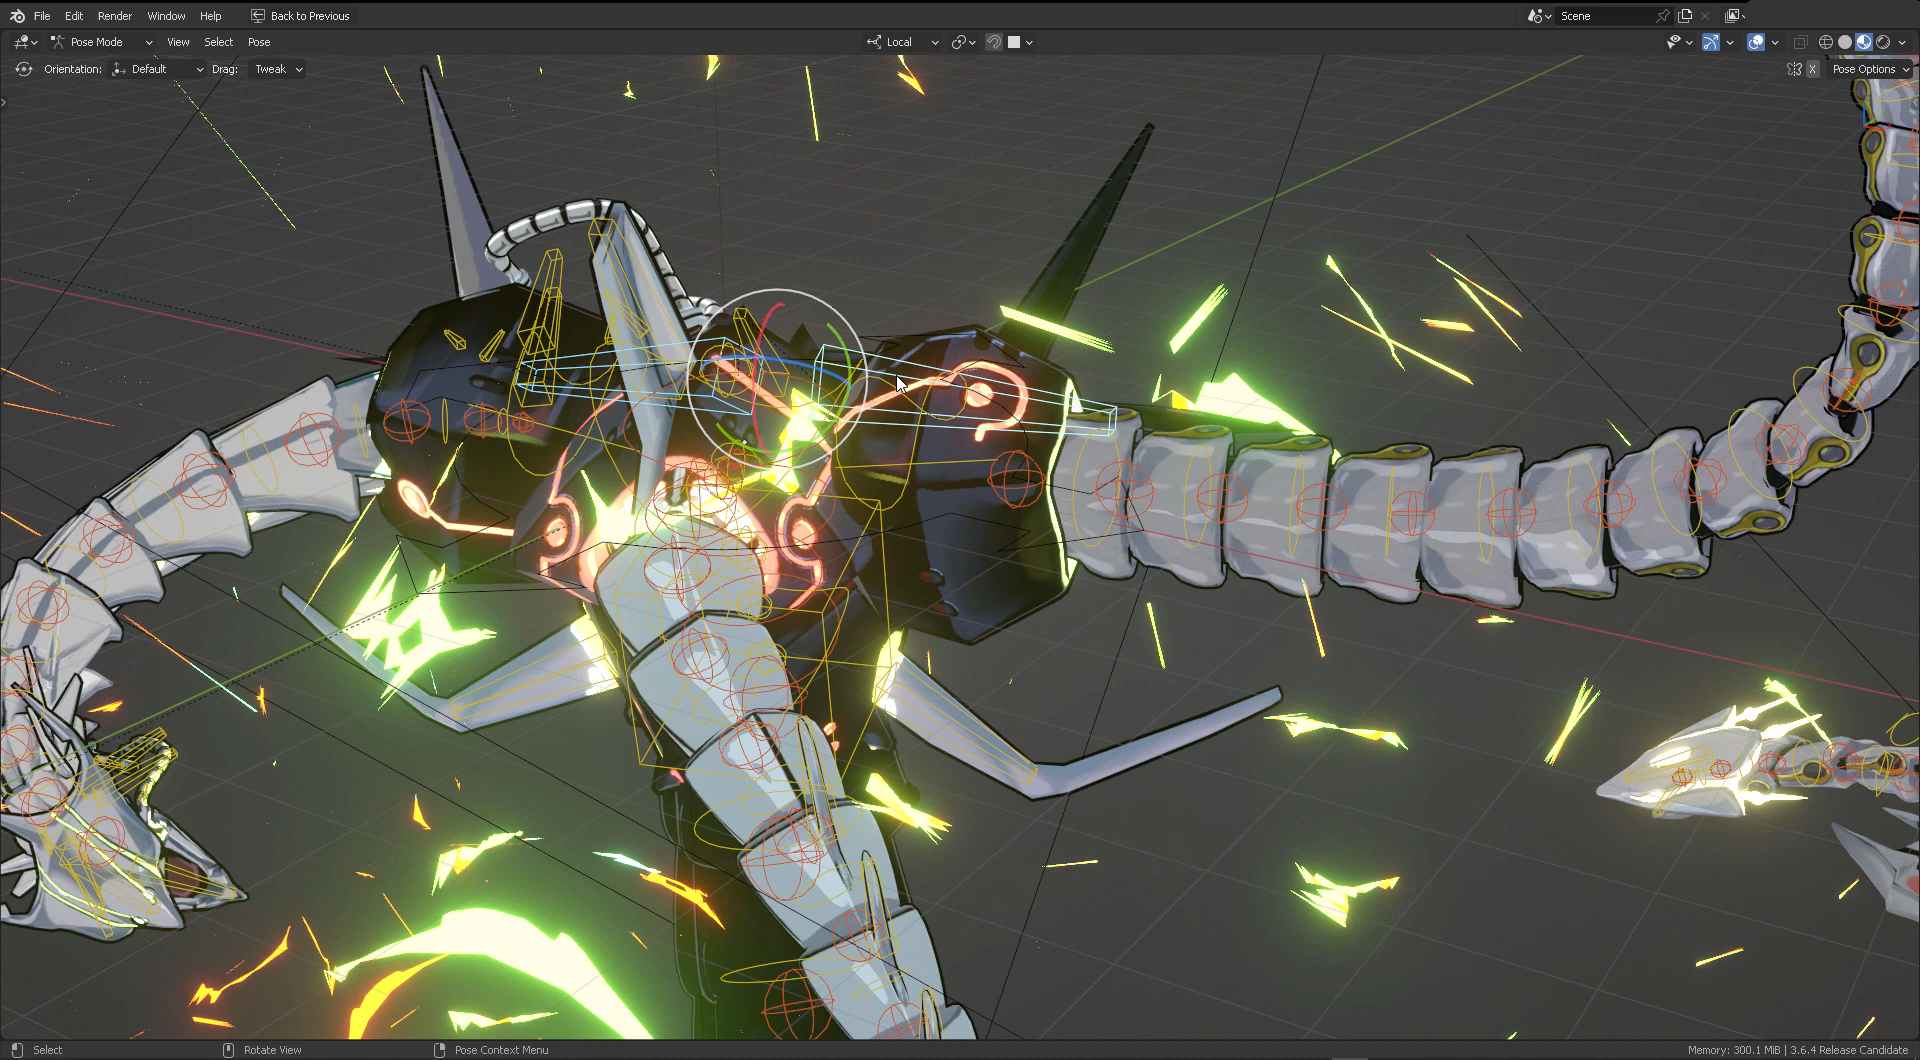 File Edit Render Window Help Back to Previous Scene
Pose Mode View Select Pose Local
Orientation: Default Drag: Tweak X Pose Options
Select Rotate View Pose Context Menu Memory: 300.1 MiB | 3.6.4 Release Candidate